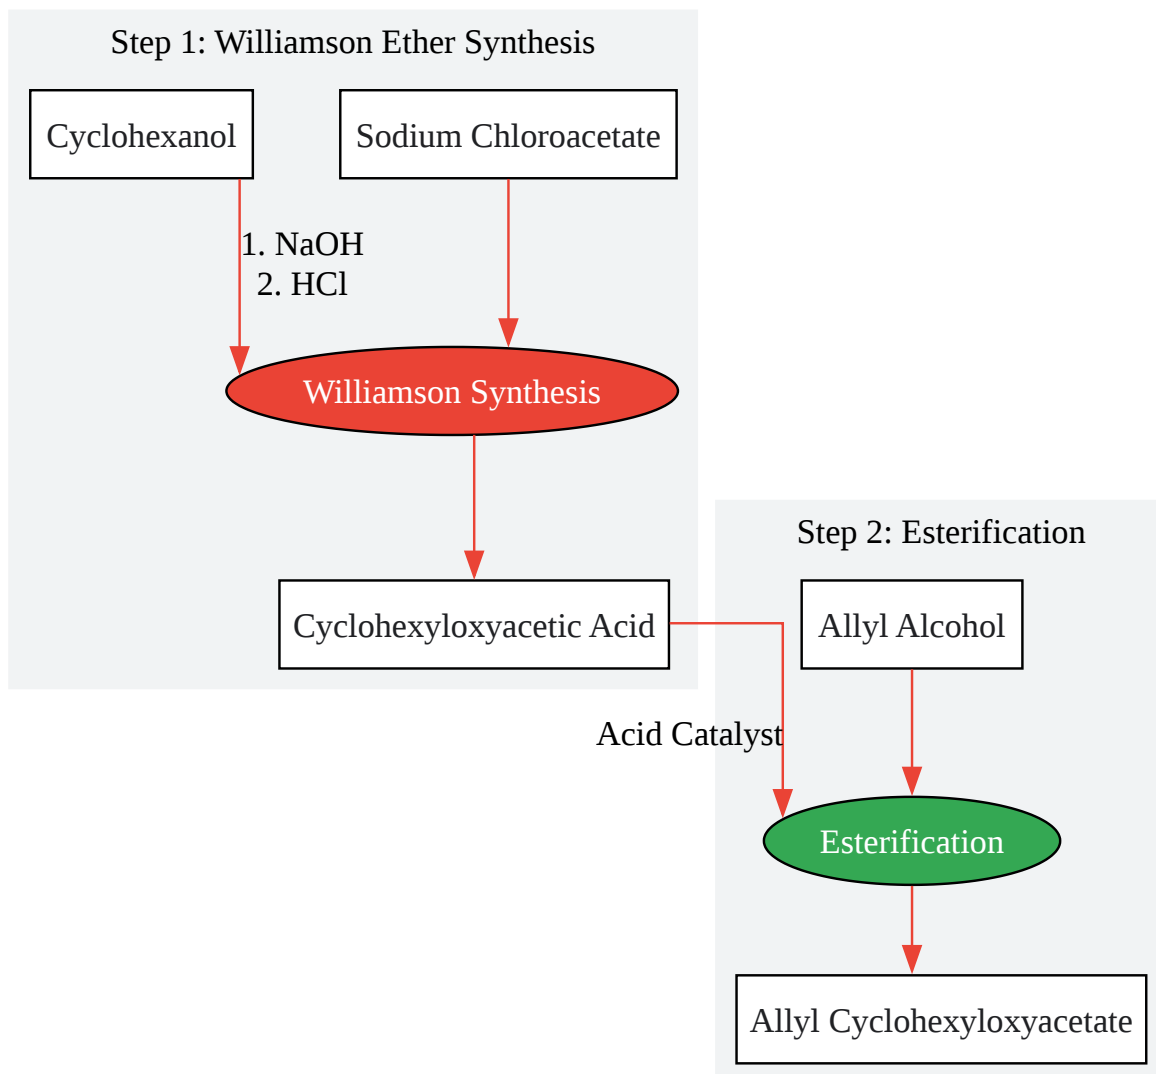 Step 1: Williamson Ether Synthesis
Cyclohexanol
Sodium Chloroacetate
1. NaOH
2. HCl
Williamson Synthesis
Cyclohexyloxyacetic Acid
Step 2: Esterification
Allyl Alcohol
Acid Catalyst
Esterification
Allyl Cyclohexyloxyacetate